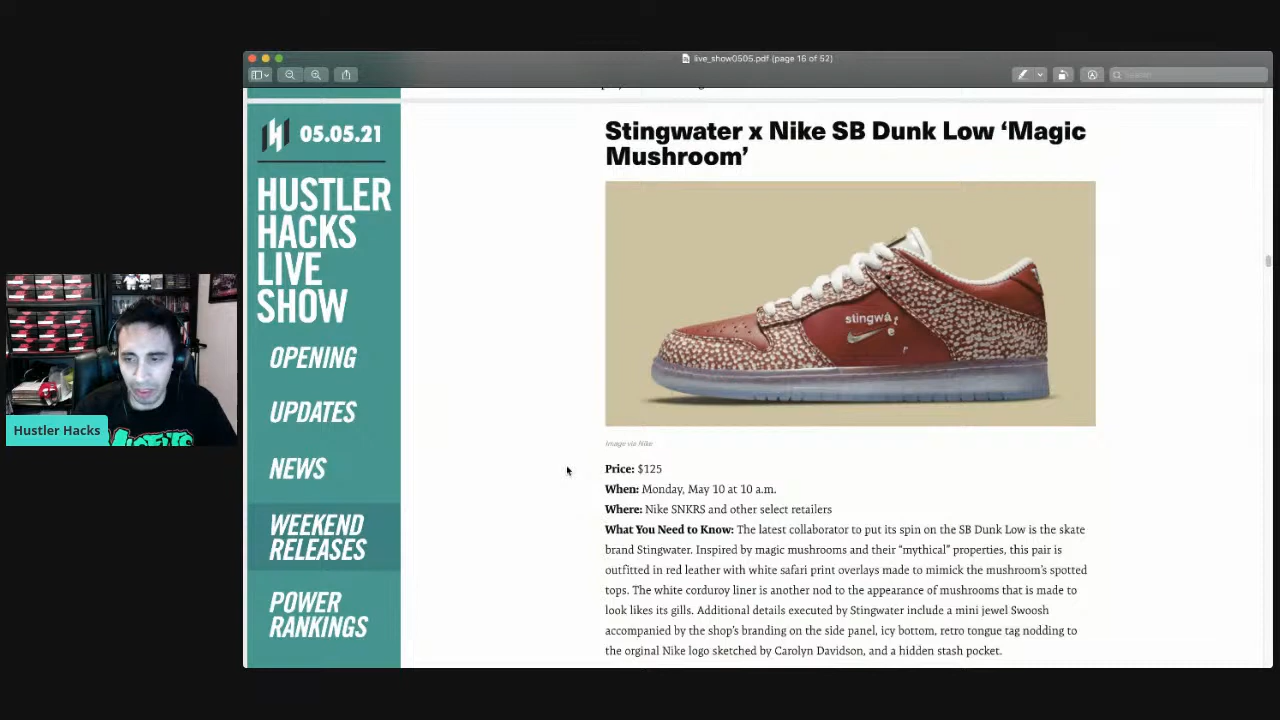 live_show0505.pdf (page 16 of 52)
Search
05.05.21
HUSTLER
HACKS
LIVE
SHOW
OPENING
UPDATES
NEWS
WEEKEND
RELEASES
POWER
RANKINGS
Stingwater x Nike SB Dunk Low ‘Magic
Mushroom’
stingwate
r
Image via Nike
Price: $125
When: Monday, May 10 at 10 a.m.
Where: Nike SNKRS and other select retailers
What You Need to Know: The latest collaborator to put its spin on the SB Dunk Low is the skate
brand Stingwater. Inspired by magic mushrooms and their “mythical” properties, this pair is
outfitted in red leather with white safari print overlays made to mimick the mushroom’s spotted
tops. The white corduroy liner is another nod to the appearance of mushrooms that is made to
look likes its gills. Additional details executed by Stingwater include a mini jewel Swoosh
accompanied by the shop’s branding on the side panel, icy bottom, retro tongue tag nodding to
the orginal Nike logo sketched by Carolyn Davidson, and a hidden stash pocket.
Hustler Hacks
MISFITS